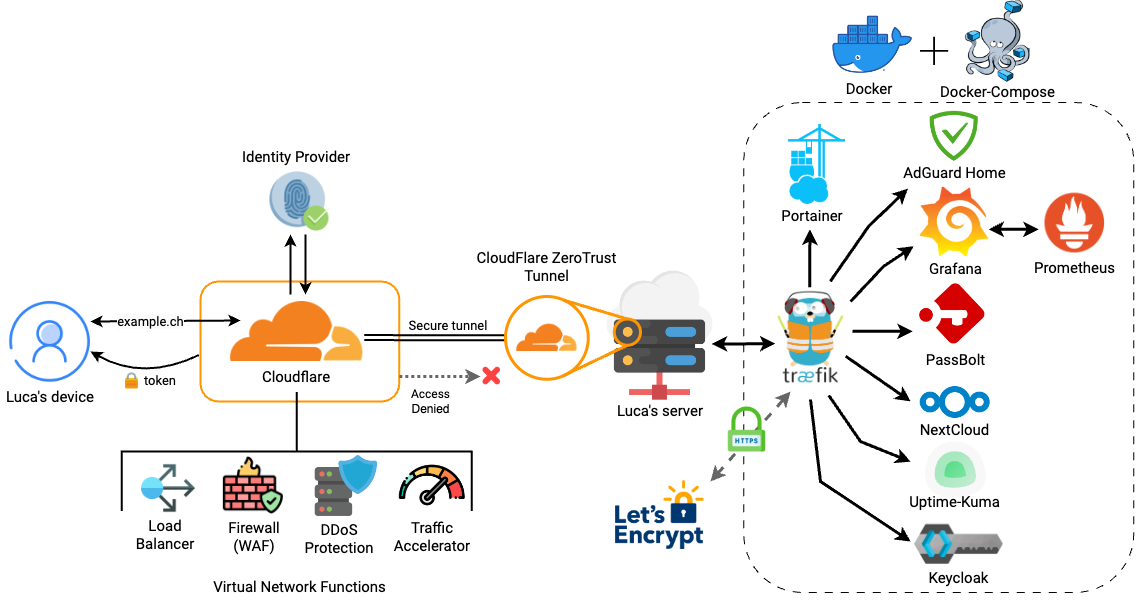 Docker
Docker-Compose
Identity Provider
AdGuard Home
Portainer
CloudFlare ZeroTrust
Tunnel
Grafana
Prometheus
example.ch
Secure tunnel
Luca's device
token
Cloudflare
Access
Denied
Luca's server
træfik
PassBolt
NextCloud
HTTPS
Let's
Encrypt
Uptime-Kuma
Keycloak
Load
Balancer
Firewall
(WAF)
DDoS
Protection
Traffic
Accelerator
Virtual Network Functions